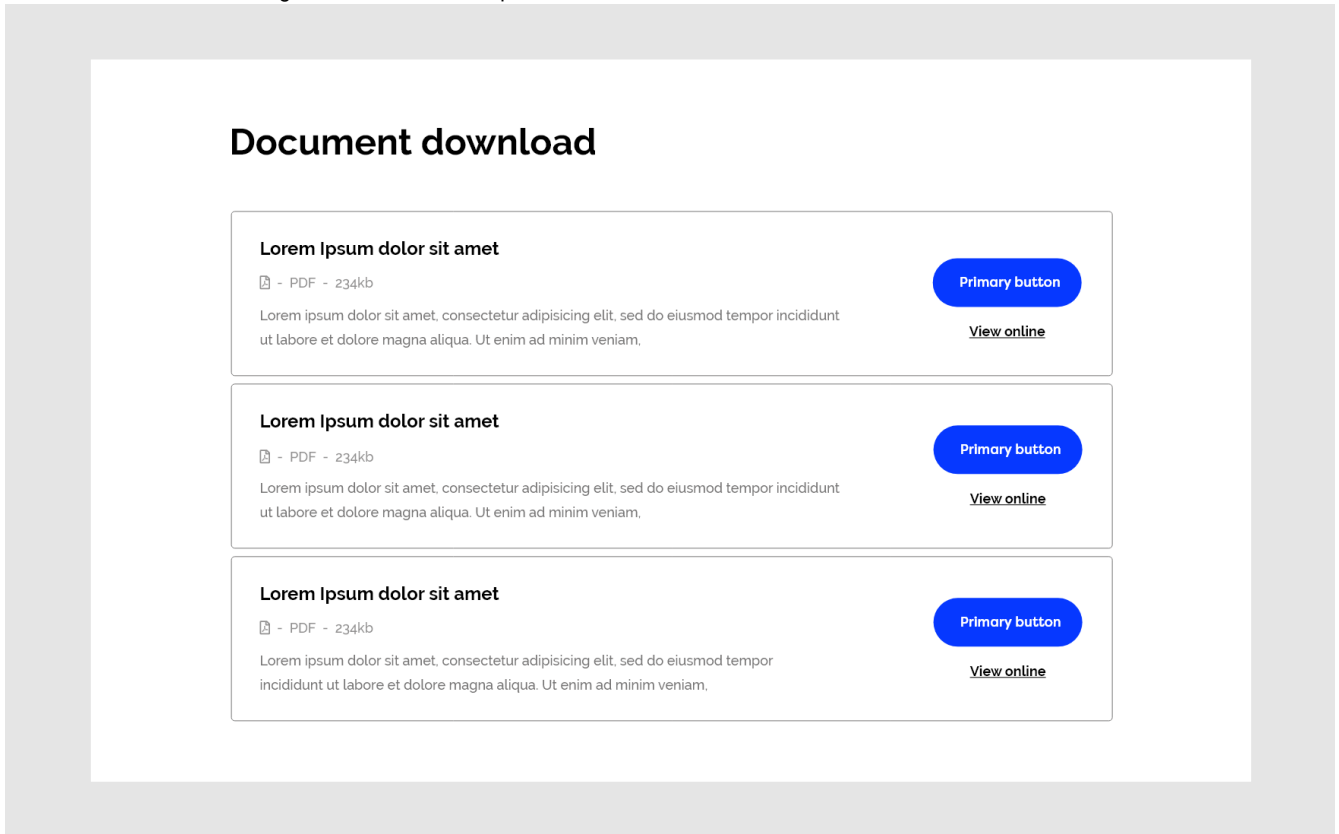 Document download
Lorem Ipsum dolor sit amet
- PDF - 234kb
Lorem ipsum dolor sit amet, consectetur adipisicing elit, sed do eiusmod tempor incididunt
ut labore et dolore magna aliqua. Ut enim ad minim veniam,
Primary button
View online
Lorem Ipsum dolor sit amet
- PDF - 234kb
Lorem ipsum dolor sit amet, consectetur adipisicing elit, sed do eiusmod tempor incididunt
ut labore et dolore magna aliqua. Ut enim ad minim veniam,
Primary button
View online
Lorem Ipsum dolor sit amet
- PDF - 234kb
Lorem ipsum dolor sit amet, consectetur adipisicing elit, sed do eiusmod tempor
incididunt ut labore et dolore magna aliqua. Ut enim ad minim veniam,
Primary button
View online